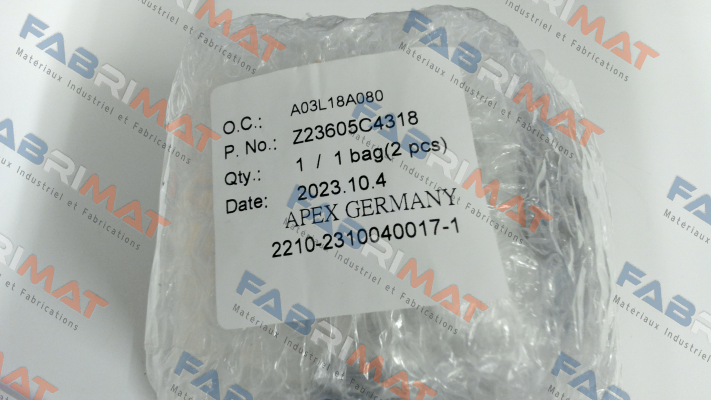 O.C.: A03L18A080
P. No.: Z23605C4318
Qty.: 1 / 1 bag(2 pcs)
Date: 2023.10.4
APEX GERMANY
2210-2310040017-1
FABRIMAT
Matériaux Industriel et Fabrications